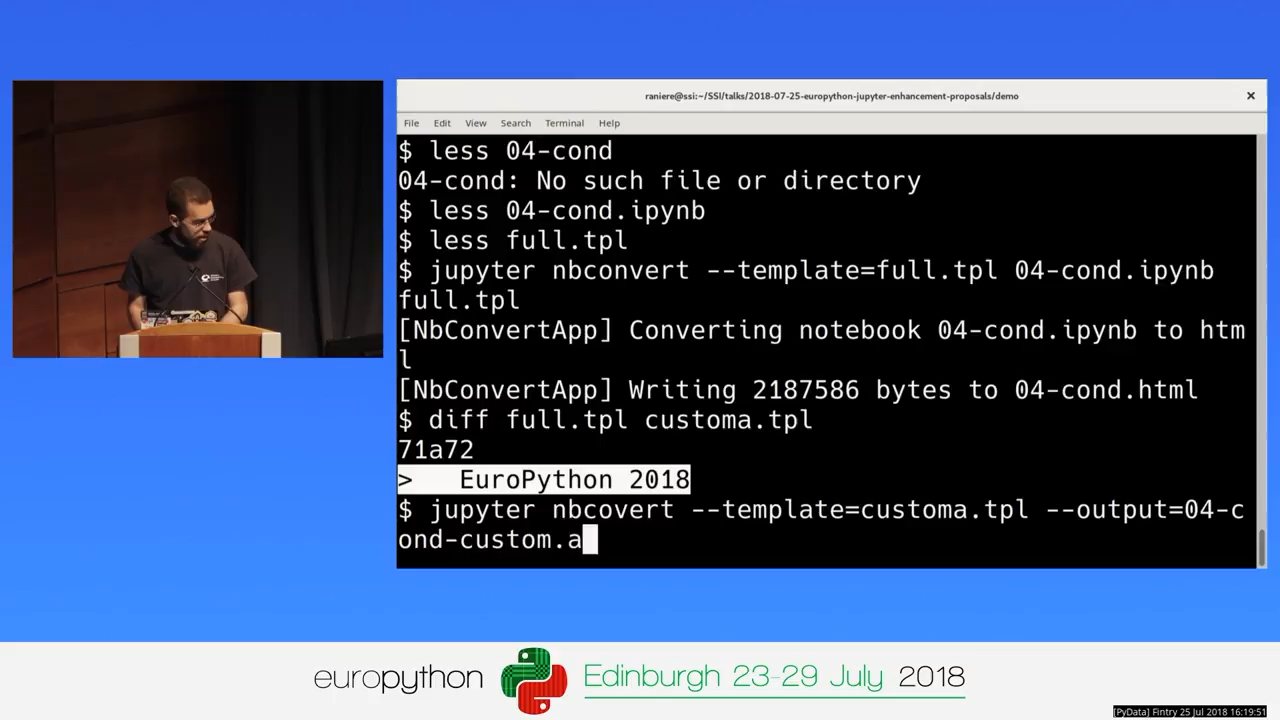 raniere@ssi:~/SSI/talks/2018-07-25-europython-jupyter-enhancement-proposals/demo
File Edit View Search Terminal Help
$ less 04-cond
04-cond: No such file or directory
$ less 04-cond.ipynb
$ less full.tpl
$ jupyter nbconvert --template=full.tpl 04-cond.ipynb
full.tpl
[NbConvertApp] Converting notebook 04-cond.ipynb to htm
l
[NbConvertApp] Writing 2187586 bytes to 04-cond.html
$ diff full.tpl customa.tpl
71a72
>   EuroPython 2018
$ jupyter nbcovert --template=customa.tpl --output=04-c
ond-custom.a
europython Edinburgh 23-29 July 2018
[PyData] Fintry 25 Jul 2018 16:19:51